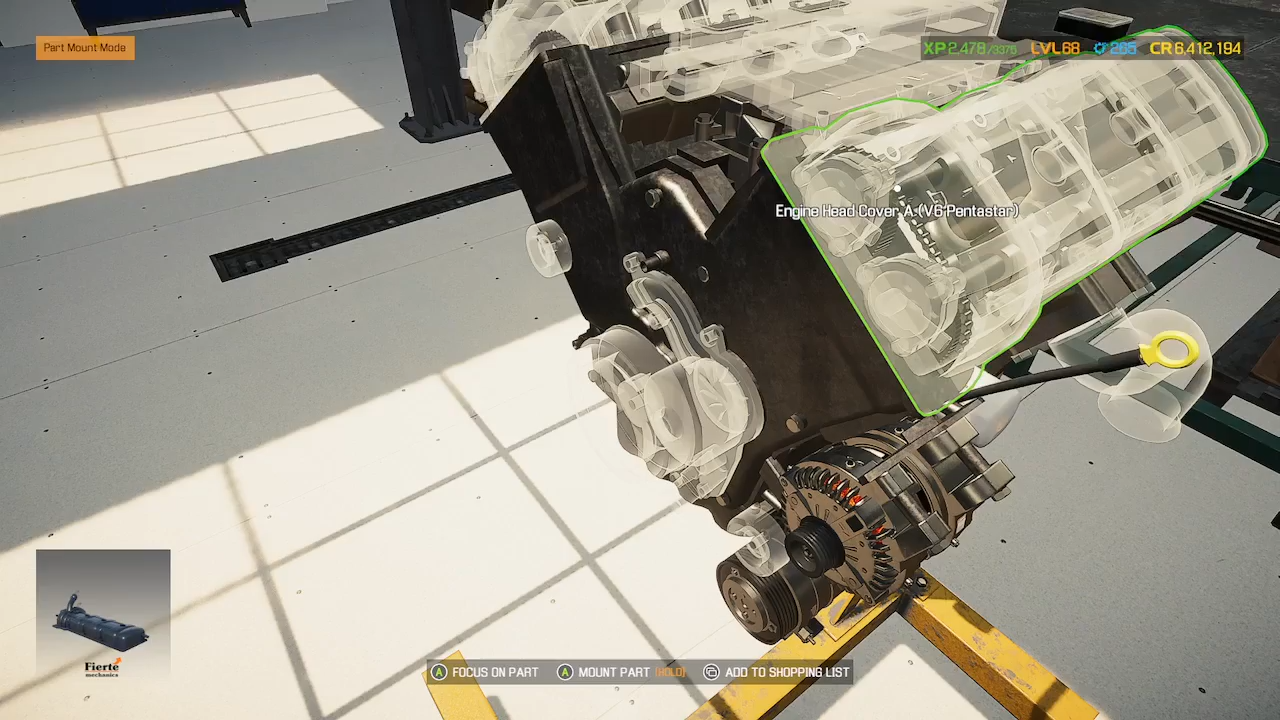 Part Mount Mode
XP 2,478/3375 LVL 68 265 CR 6,412,194
Engine Head Cover A (V6 Pentastar)
Fierté
mechanics
A FOCUS ON PART A MOUNT PART (HOLD) ADD TO SHOPPING LIST